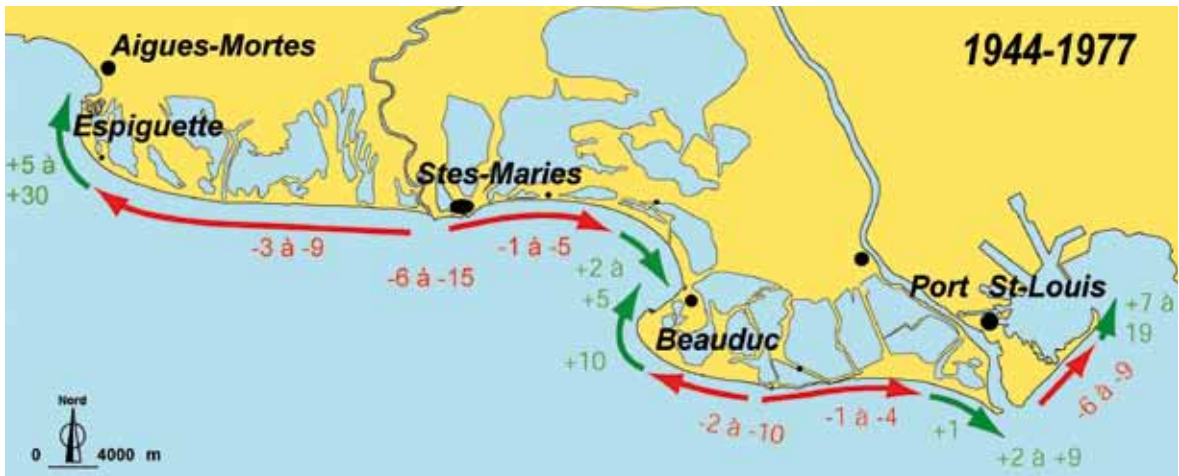 Aigues-Mortes
1944-1977
Espiguette
+5 à
+30
Stes-Maries
-3 à -9
-1 à -5
-6 à -15
+2 à
+5
Port St-Louis
+7 à
19
Beauduc
+10
-6 à -9
-2 à -10
-1 à -4
+1
+2 à +9
Nord
0 4000 m